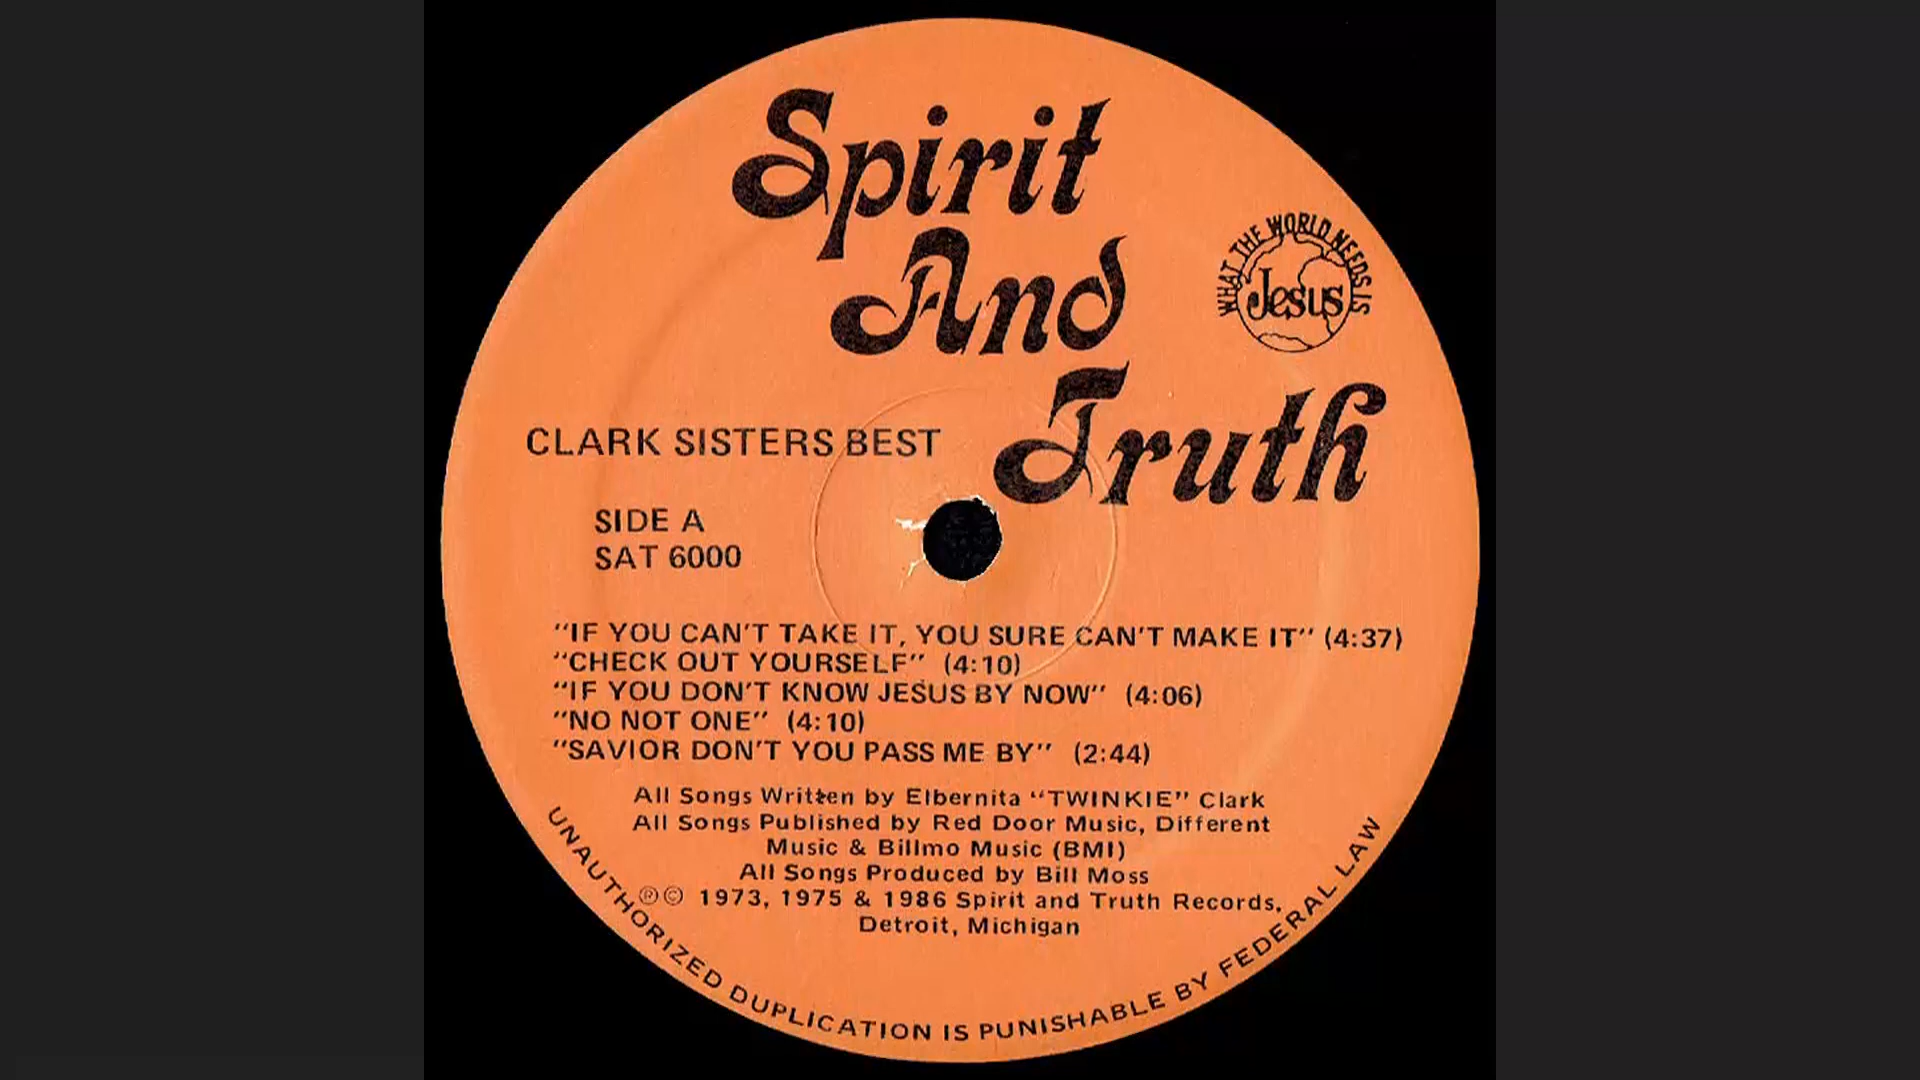 Spirit
And
Truth
WHAT THE WORLD NEEDS IS
Jesus
CLARK SISTERS BEST
SIDE A
SAT 6000
"IF YOU CAN'T TAKE IT, YOU SURE CAN'T MAKE IT" (4:37)
"CHECK OUT YOURSELF" (4:10)
"IF YOU DON'T KNOW JESUS BY NOW" (4:06)
"NO NOT ONE" (4:10)
"SAVIOR DON'T YOU PASS ME BY" (2:44)
All Songs Written by Elbernita "TWINKIE" Clark
All Songs Published by Red Door Music, Different
Music & Billmo Music (BMI)
All Songs Produced by Bill Moss
℗© 1973, 1975 & 1986 Spirit and Truth Records,
Detroit, Michigan
UNAUTHORIZED DUPLICATION IS PUNISHABLE BY FEDERAL LAW